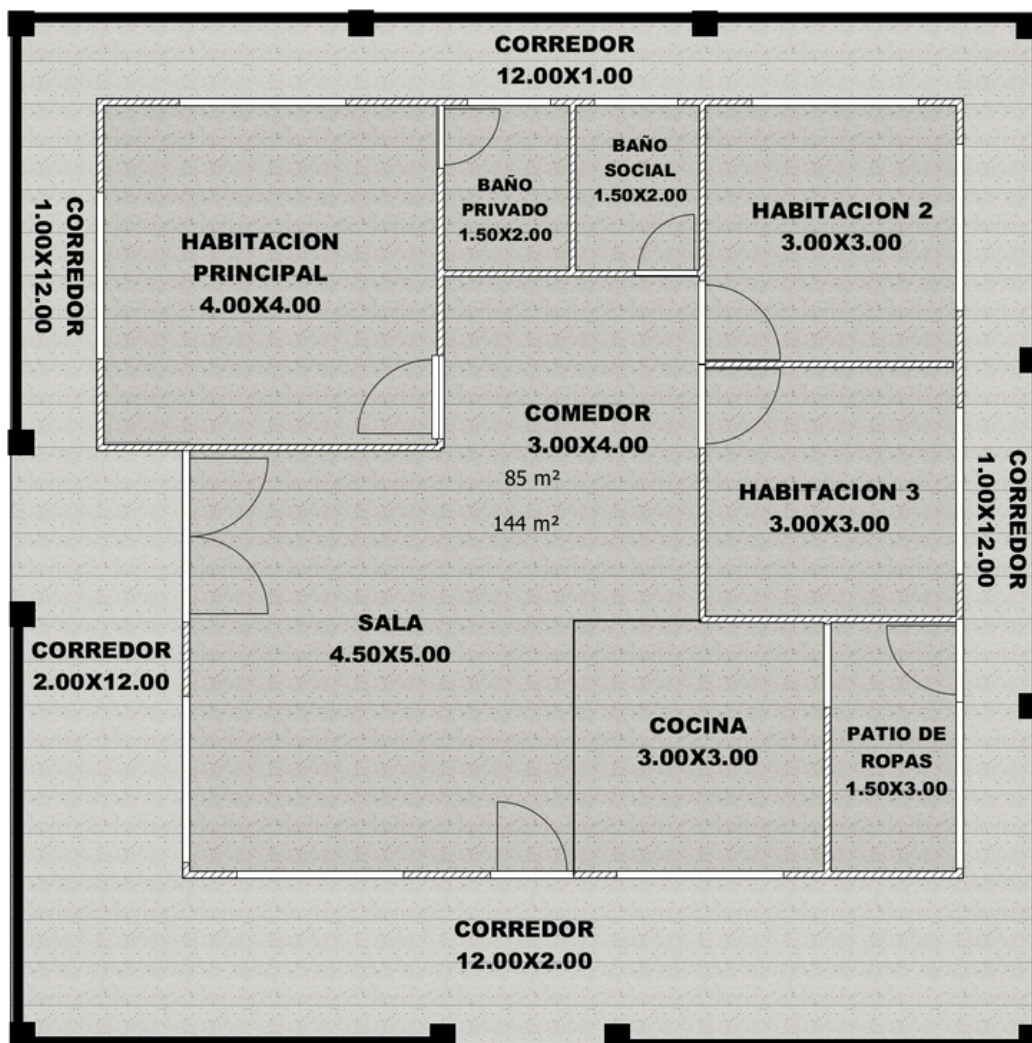 CORREDOR
12.00X1.00
BAÑO
SOCIAL
1.50X2.00
BAÑO
PRIVADO
1.50X2.00
HABITACION 2
3.00X3.00
CORREDOR
1.00X12.00
HABITACION
PRINCIPAL
4.00X4.00
COMEDOR
3.00X4.00
85 m²
144 m²
HABITACION 3
3.00X3.00
CORREDOR
1.00X12.00
SALA
4.50X5.00
CORREDOR
2.00X12.00
COCINA
3.00X3.00
PATIO DE
ROPAS
1.50X3.00
CORREDOR
12.00X2.00